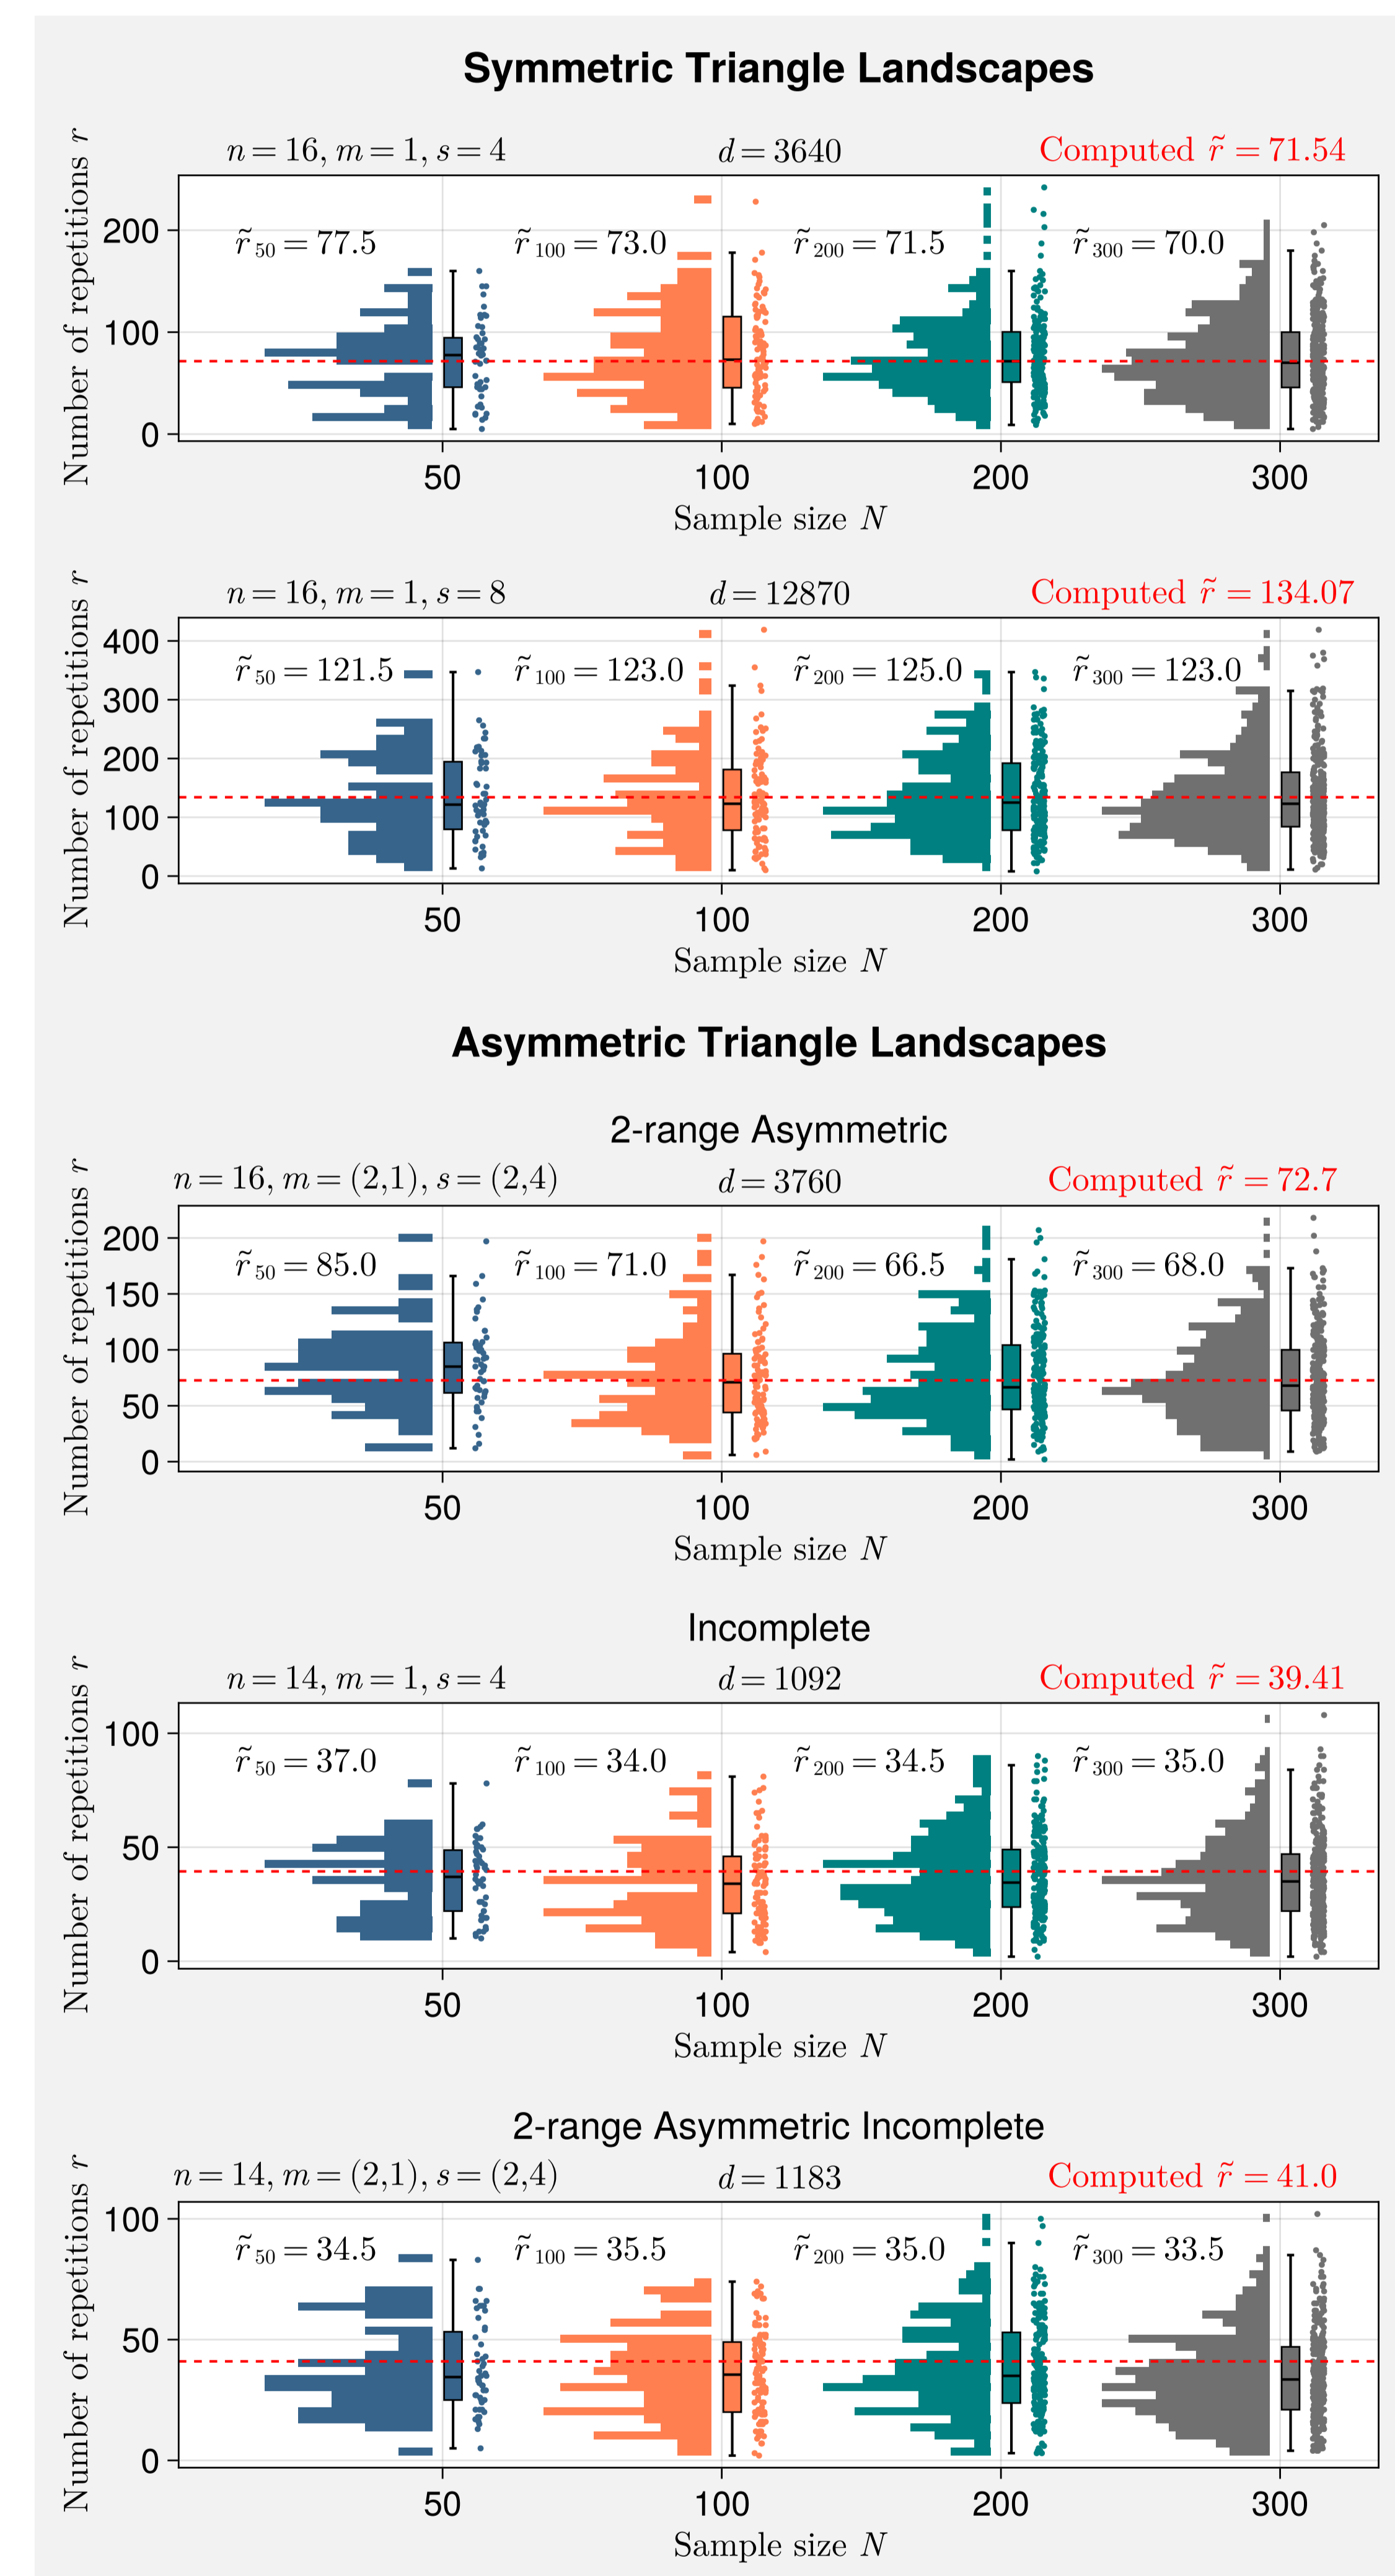 Symmetric Triangle Landscapes
n = 16, m = 1, s = 4 d = 3640 Computed r̃ = 71.54
Number of repetitions r
200
100
0
r̃₅₀ = 77.5 r̃₁₀₀ = 73.0 r̃₂₀₀ = 71.5 r̃₃₀₀ = 70.0
50 100 200 300
Sample size N
n = 16, m = 1, s = 8 d = 12870 Computed r̃ = 134.07
Number of repetitions r
400
300
200
100
0
r̃₅₀ = 121.5 r̃₁₀₀ = 123.0 r̃₂₀₀ = 125.0 r̃₃₀₀ = 123.0
50 100 200 300
Sample size N
Asymmetric Triangle Landscapes
2-range Asymmetric
n = 16, m = (2,1), s = (2,4) d = 3760 Computed r̃ = 72.7
Number of repetitions r
200
150
100
50
0
r̃₅₀ = 85.0 r̃₁₀₀ = 71.0 r̃₂₀₀ = 66.5 r̃₃₀₀ = 68.0
50 100 200 300
Sample size N
Incomplete
n = 14, m = 1, s = 4 d = 1092 Computed r̃ = 39.41
Number of repetitions r
100
50
0
r̃₅₀ = 37.0 r̃₁₀₀ = 34.0 r̃₂₀₀ = 34.5 r̃₃₀₀ = 35.0
50 100 200 300
Sample size N
2-range Asymmetric Incomplete
n = 14, m = (2,1), s = (2,4) d = 1183 Computed r̃ = 41.0
Number of repetitions r
100
50
0
r̃₅₀ = 34.5 r̃₁₀₀ = 35.5 r̃₂₀₀ = 35.0 r̃₃₀₀ = 33.5
50 100 200 300
Sample size N